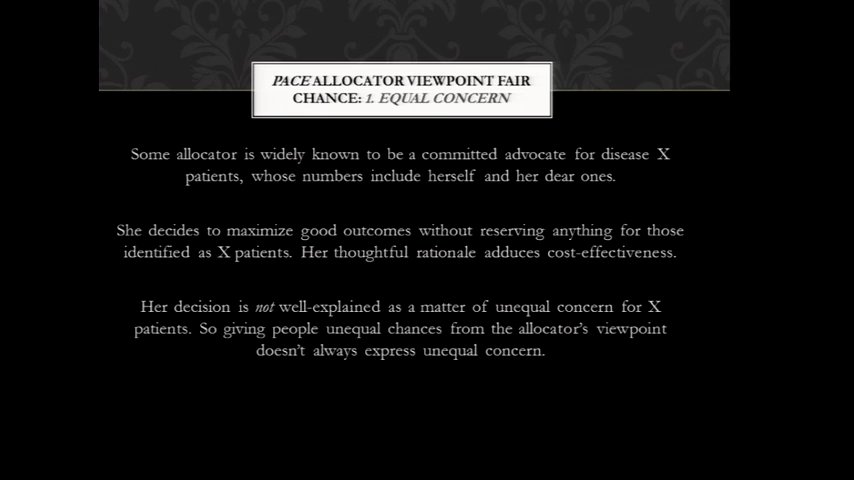 PACE ALLOCATOR VIEWPOINT FAIR
CHANCE: 1. EQUAL CONCERN
Some allocator is widely known to be a committed advocate for disease X
patients, whose numbers include herself and her dear ones.
She decides to maximize good outcomes without reserving anything for those
identified as X patients. Her thoughtful rationale adduces cost-effectiveness.
Her decision is not well-explained as a matter of unequal concern for X
patients. So giving people unequal chances from the allocator's viewpoint
doesn't always express unequal concern.